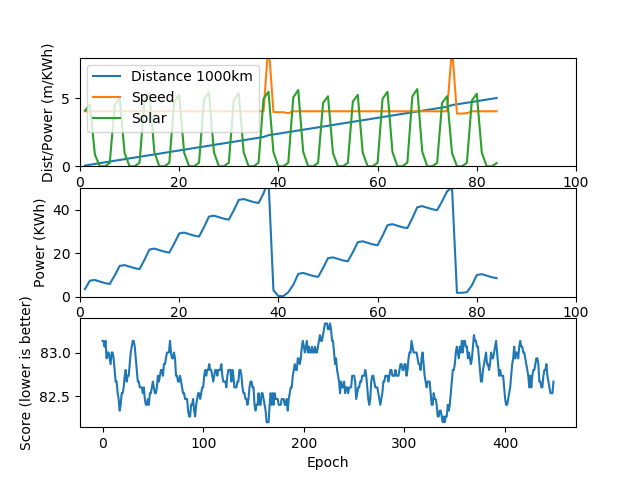 Dist/Power (m/KWh)
5
0
Distance 1000km
Speed
Solar
0 20 40 60 80 100
Power (KWh)
40
20
0
0 20 40 60 80 100
Score (lower is better)
83.0
82.5
0 100 200 300 400
Epoch